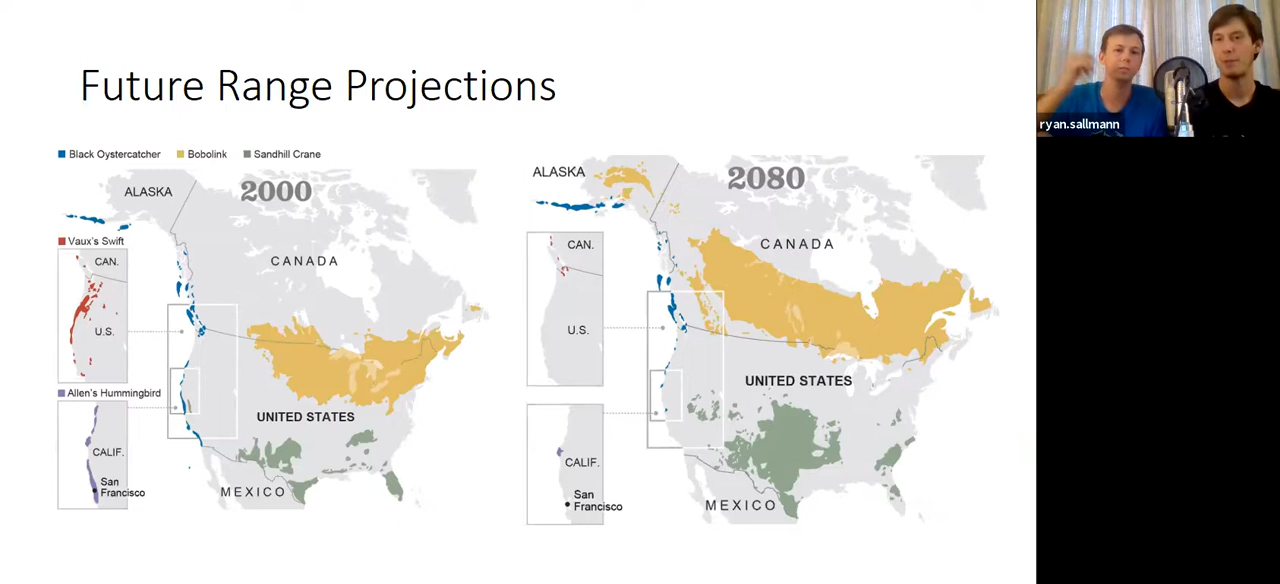 Future Range Projections
Black Oystercatcher Bobolink Sandhill Crane
ALASKA
2000
Vaux's Swift
CAN.
CANADA
U.S.
Allen's Hummingbird
UNITED STATES
CALIF.
San
Francisco
MEXICO
ALASKA
2080
CAN.
CANADA
U.S.
UNITED STATES
CALIF.
San
Francisco
MEXICO
ryan.sallmann